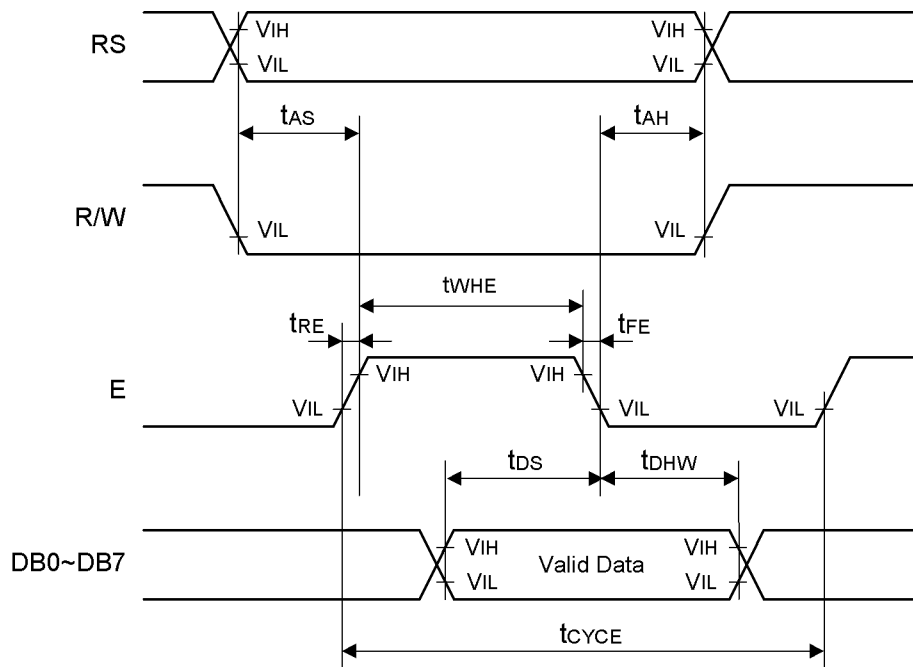 RS
VIH
VIH
VIL
VIL
tAS
tAH
R/W
VIL
VIL
tWHE
tRE
tFE
E
VIH
VIH
VIL
VIL
VIL
tDS
tDHW
DB0~DB7
VIH
VIH
Valid Data
VIL
VIL
tCYCE